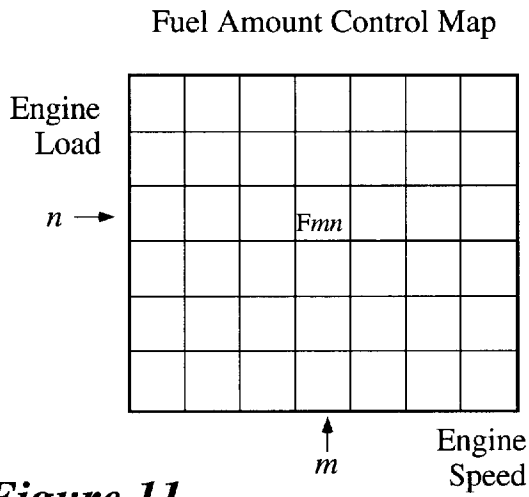 Fuel Amount Control Map
Engine
Load
n
Fmn
m
Engine
Speed
Figure 11